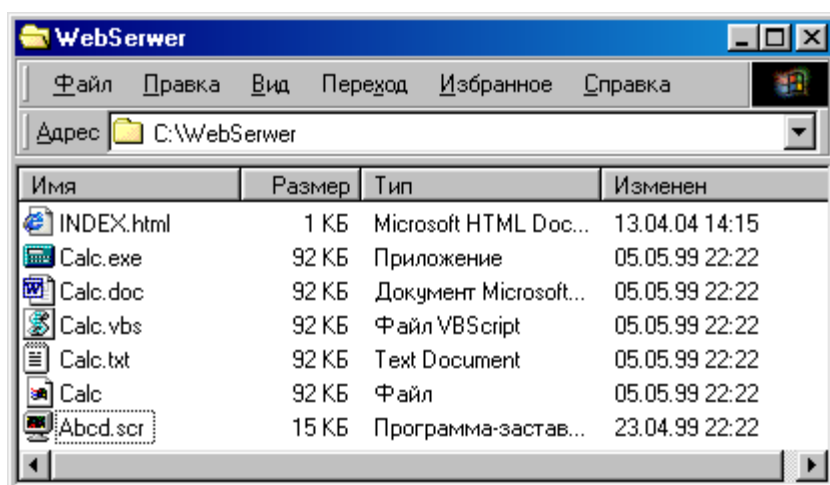 WebSerwer
Файл Правка Вид Переход Избранное Справка
Адрес C:\WebSerwer
Имя Размер Тип Изменен
INDEX.html 1 КБ Microsoft HTML Doc... 13.04.04 14:15
Calc.exe 92 КБ Приложение 05.05.99 22:22
Calc.doc 92 КБ Документ Microsoft... 05.05.99 22:22
Calc.vbs 92 КБ Файл VBScript 05.05.99 22:22
Calc.txt 92 КБ Text Document 05.05.99 22:22
Calc 92 КБ Файл 05.05.99 22:22
Abcd.scr 15 КБ Программа-застав... 23.04.99 22:22